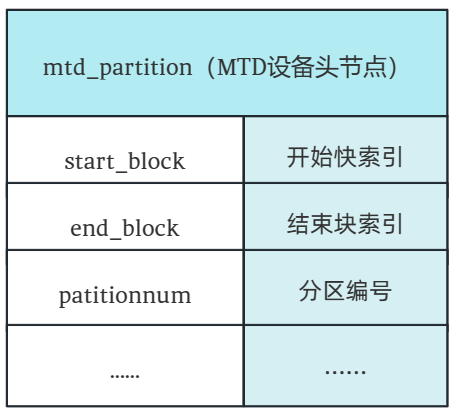 mtd_partition（MTD设备头节点）
start_block 开始快索引
end_block 结束块索引
patitionnum 分区编号
...... ......